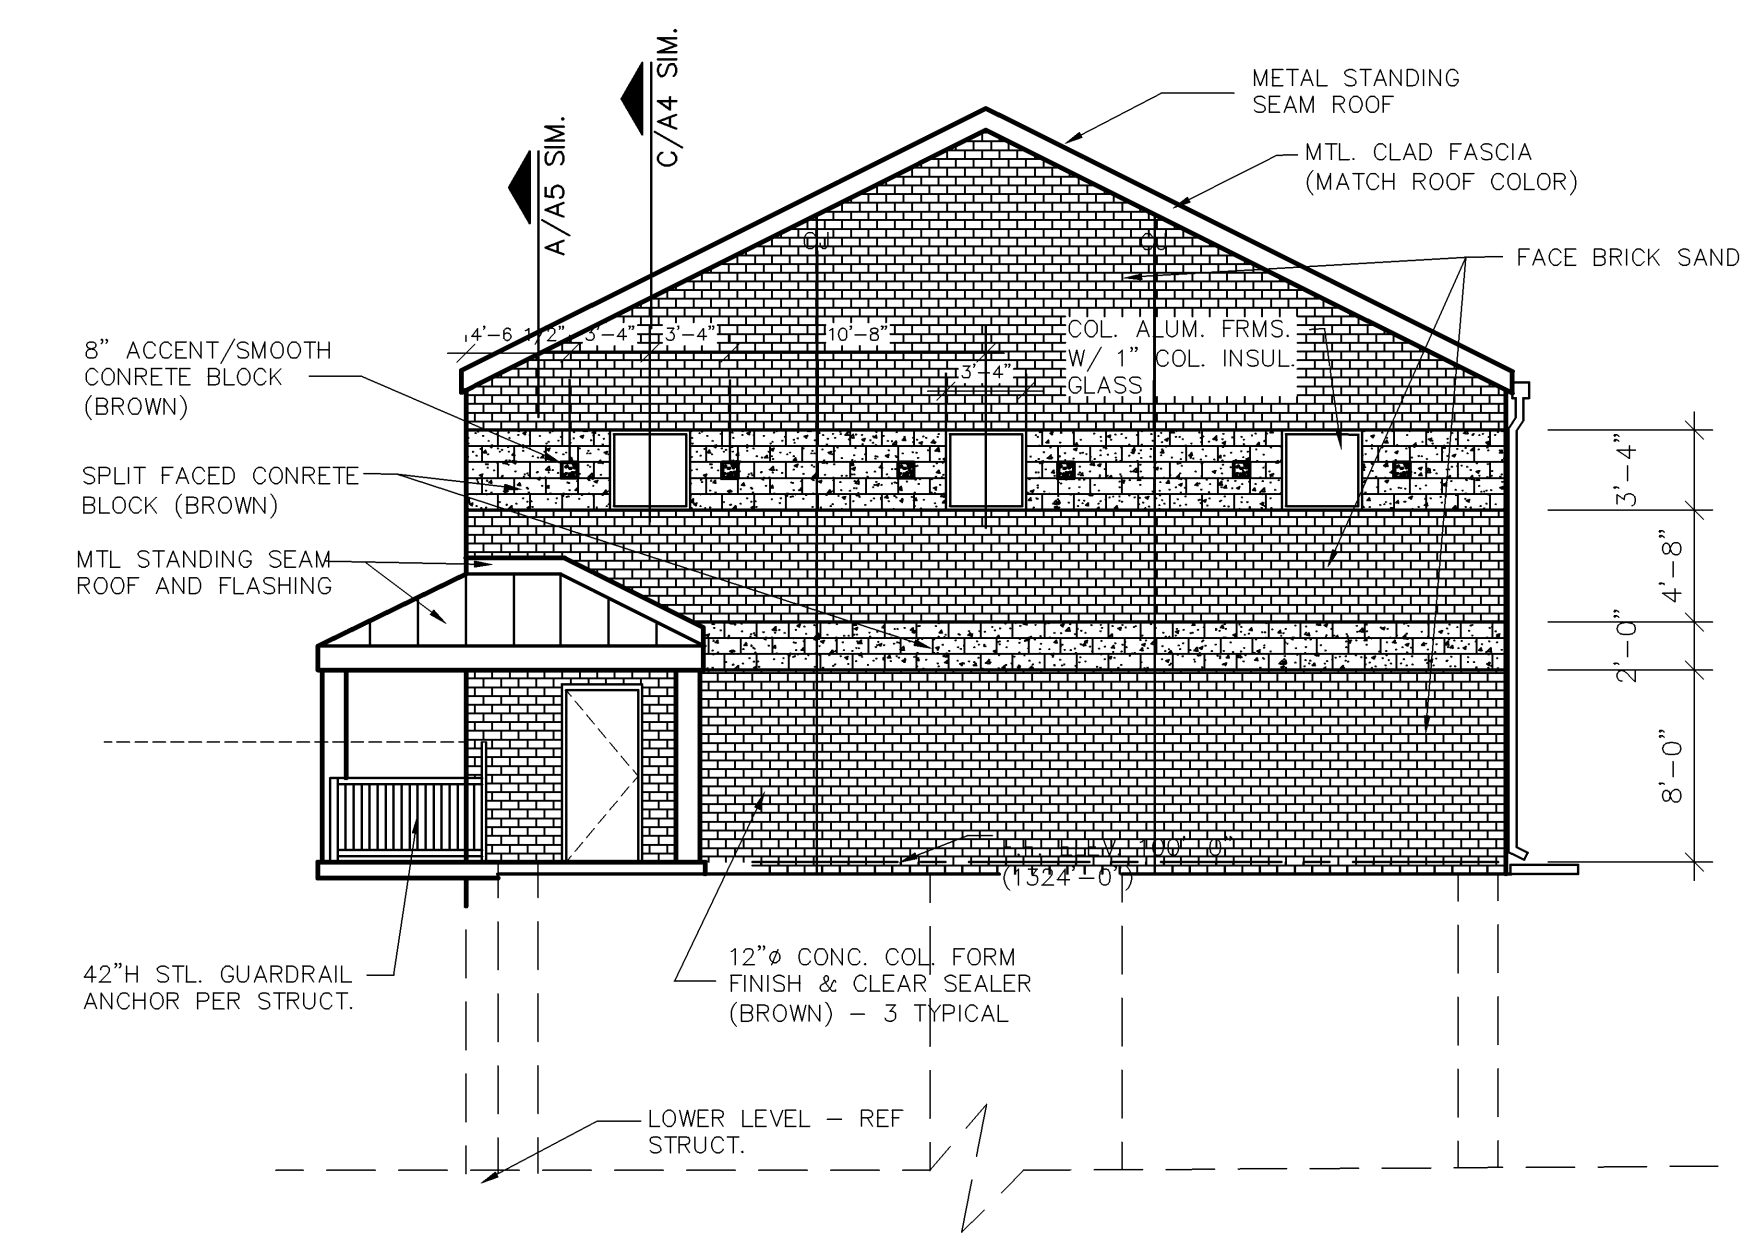 C/A4 SIM.
A/A5 SIM.
METAL STANDING
SEAM ROOF
MTL. CLAD FASCIA
(MATCH ROOF COLOR)
CJ
CJ
FACE BRICK SAND
4'-6 1/2"
3'-4"
3'-4"
10'-8"
3'-4"
COL. ALUM. FRMS.
W/ 1" COL. INSUL.
GLASS
8" ACCENT/SMOOTH
CONRETE BLOCK
(BROWN)
SPLIT FACED CONRETE
BLOCK (BROWN)
MTL STANDING SEAM
ROOF AND FLASHING
3'-4"
4'-8"
2'-0"
8'-0"
F.F. ELEV. 100' 0"
(1324'-0")
42"H STL. GUARDRAIL
ANCHOR PER STRUCT.
12"ø CONC. COL. FORM
FINISH & CLEAR SEALER
(BROWN) – 3 TYPICAL
LOWER LEVEL – REF
STRUCT.